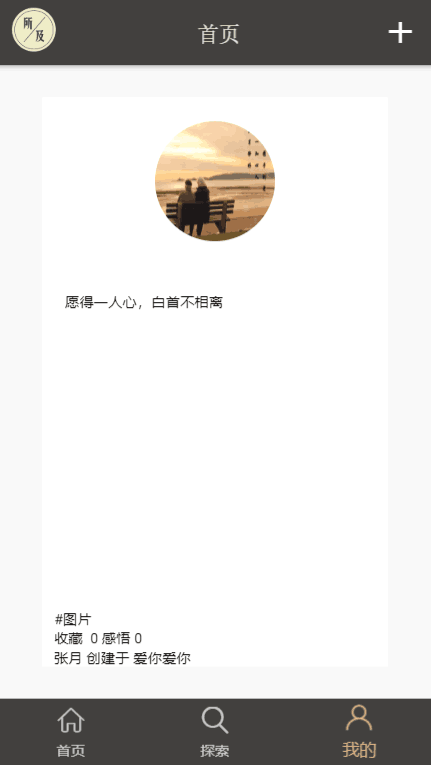 所及
首页
愿得一人心，白首不相离
#图片
收藏 0 感悟 0
张月 创建于 爱你爱你
首页
探索
我的